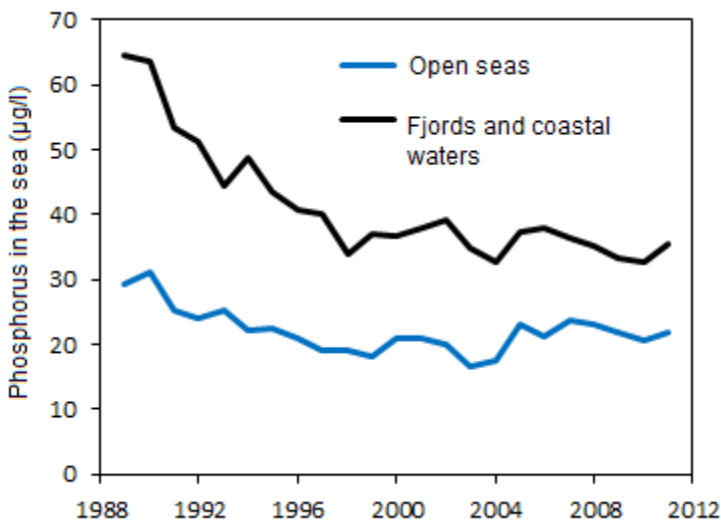 Phosphorus in the sea (µg/l)
70
60
50
40
30
20
10
0
Open seas
Fjords and coastal
waters
1988 1992 1996 2000 2004 2008 2012